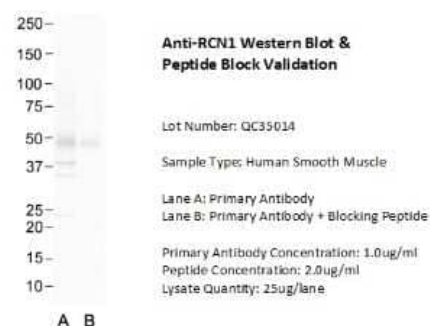 250-
150-
100-
75-
50-
37-
25-
20-
15-
10-
A B
Anti-RCN1 Western Blot &
Peptide Block Validation
Lot Number: QC35014
Sample Type: Human Smooth Muscle
Lane A: Primary Antibody
Lane B: Primary Antibody + Blocking Peptide
Primary Antibody Concentration: 1.0ug/ml
Peptide Concentration: 2.0ug/ml
Lysate Quantity: 25ug/lane